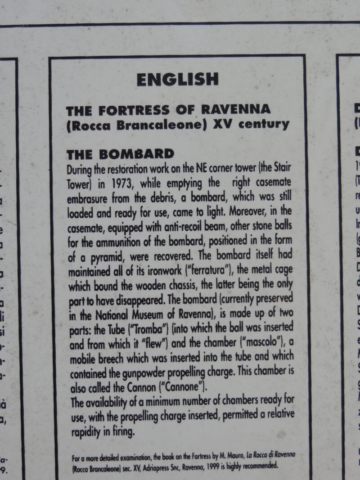 ENGLISH
THE FORTRESS OF RAVENNA
(Rocca Brancaleone) XV century
THE BOMBARD
During the restoration work on the NE corner tower (the Stair
Tower) in 1973, while emptying the right casemate
embrasure from the debris, a bombard, which was still
loaded and ready for use, came to light. Moreover, in the
casemate, equipped with anti-recoil beam, other stone balls
for the ammunition of the bombard, positioned in the form
of a pyramid, were recovered. The bombard itself had
maintained all of its ironwork ("ferratura"), the metal cage
which bound the wooden chassis, the latter being the only
part to have disappeared. The bombard (currently preserved
in the National Museum of Ravenna), is made up of two
parts: the Tube ("Tromba") (into which the ball was inserted
and from which it "flew") and the chamber ("mascolo"), a
mobile breech which was inserted into the tube and which
contained the gunpowder propelling charge. This chamber is
also called the Cannon ("Cannone").
The availability of a minimum number of chambers ready for
use, with the propelling charge inserted, permitted a relative
rapidity in firing.
For a more detailed examination, the book on the Fortress by M. Mauro, La Rocca di Ravenna
(Rocca Brancaleone) sec. XV, Adriapress Snc, Ravenna, 1999 is highly recommended.